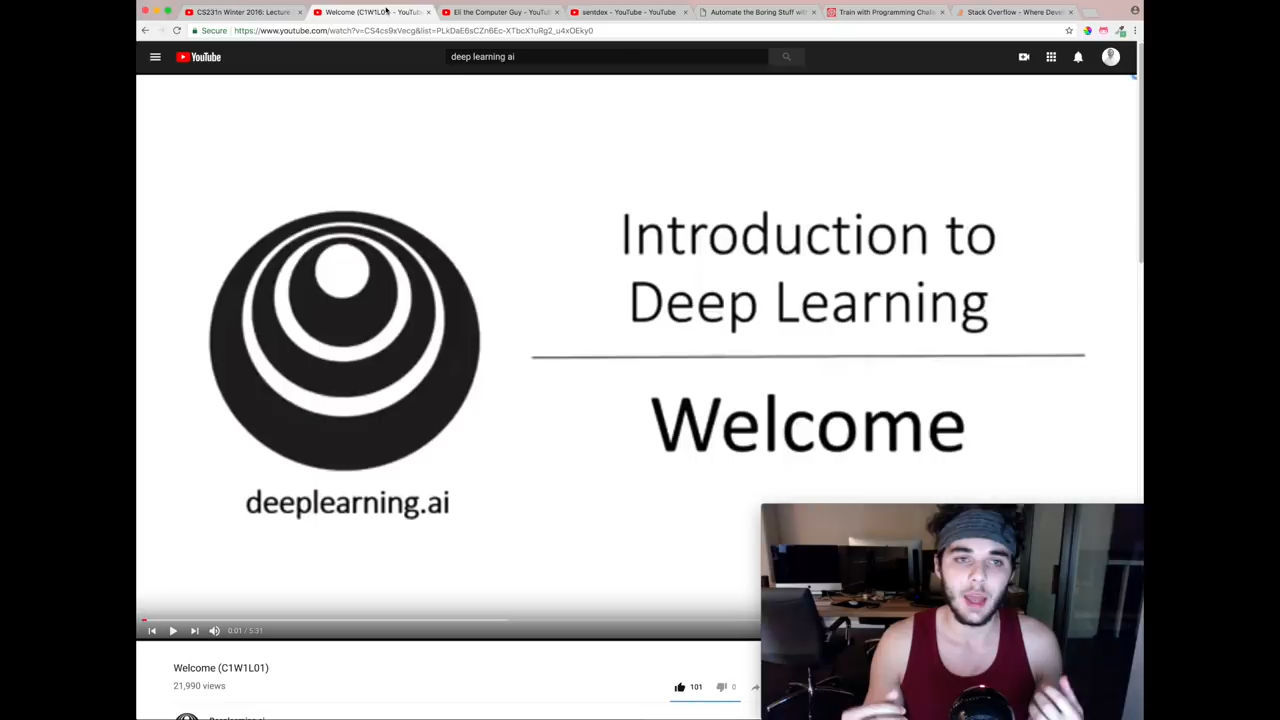 CS231n Winter 2016: Lecture
Welcome (C1W1L01) - YouTube
Eli the Computer Guy - YouTu
sentdex - YouTube - YouTube
Automate the Boring Stuff with
Train with Programming Challe
Stack Overflow - Where Devel
Secure
https://www.youtube.com/watch?v=CS4cs9xVecg&list=PLkDaE6sCZn6Ec-XTbcX1uRg2_u4xOEky0
YouTube
deep learning ai
Introduction to
Deep Learning
Welcome
deeplearning.ai
0:01 / 5:31
Welcome (C1W1L01)
21,990 views
101
0